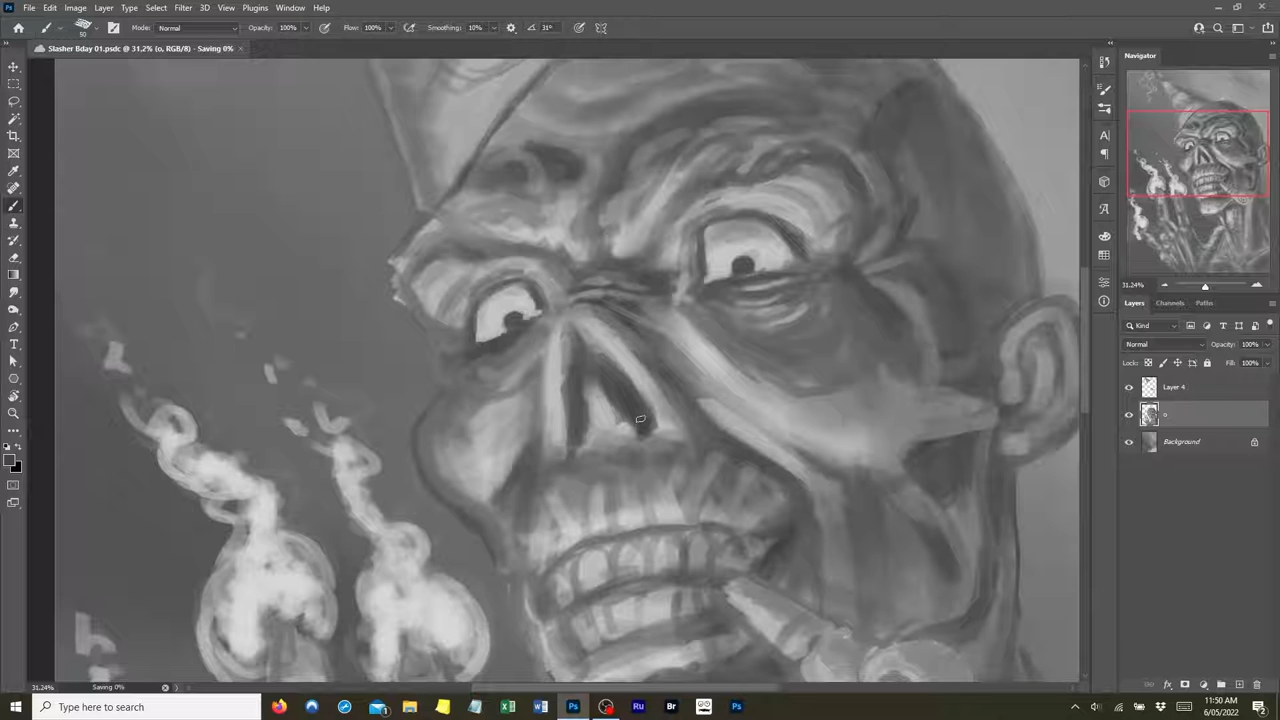 File Edit Image Layer Type Select Filter 3D View Plugins Window Help
50 Mode: Normal Opacity: 100% Flow: 100% Smoothing: 10% 31°
Slasher Bday 01.psdc @ 31.2% (o, RGB/8) - Saving 0% ×
Navigator
31.24%
Layers Channels Paths
Kind
Normal Opacity: 100%
Lock: Fill: 100%
Layer 4
o
Background
31.24% Saving 0%
Type here to search
11:50 AM
6/05/2022